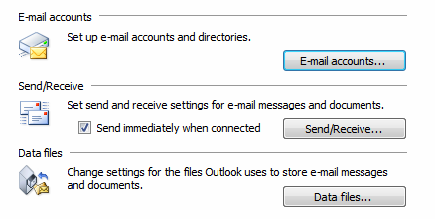 E-mail accounts
Set up e-mail accounts and directories.
E-mail accounts...
Send/Receive
Set send and receive settings for e-mail messages and documents.
Send immediately when connected
Send/Receive...
Data files
Change settings for the files Outlook uses to store e-mail messages
and documents.
Data files...